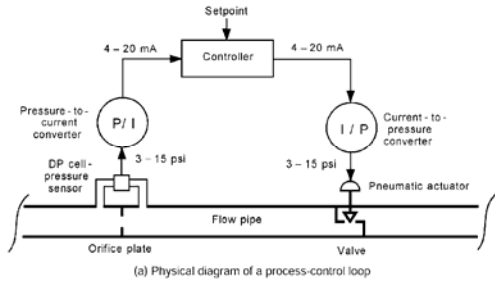 Setpoint
4 – 20 mA
4 – 20 mA
Controller
Pressure - to-
current
converter
P/ I
I / P
Current - to-
pressure
converter
DP cell-
pressure
sensor
3 – 15 psi
3 – 15 psi
Pneumatic actuator
Flow pipe
Orifice plate
Valve
(a) Physical diagram of a process-control loop